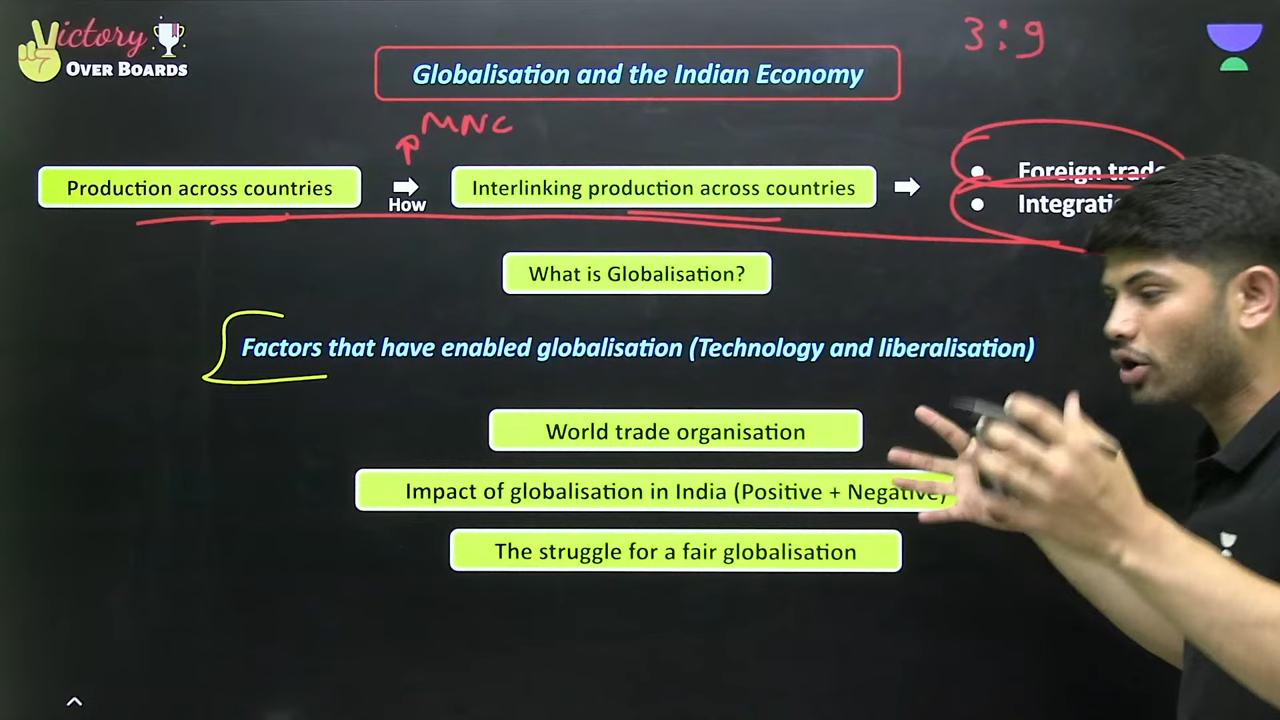 Victory
OVER BOARDS
3:9
Globalisation and the Indian Economy
MNC
Production across countries
How
Interlinking production across countries
• Foreign trade
•
What is Globalisation?
Factors that have enabled globalisation (Technology and liberalisation)
World trade organisation
Impact of globalisation in India (Positive + Negative)
The struggle for a fair globalisation